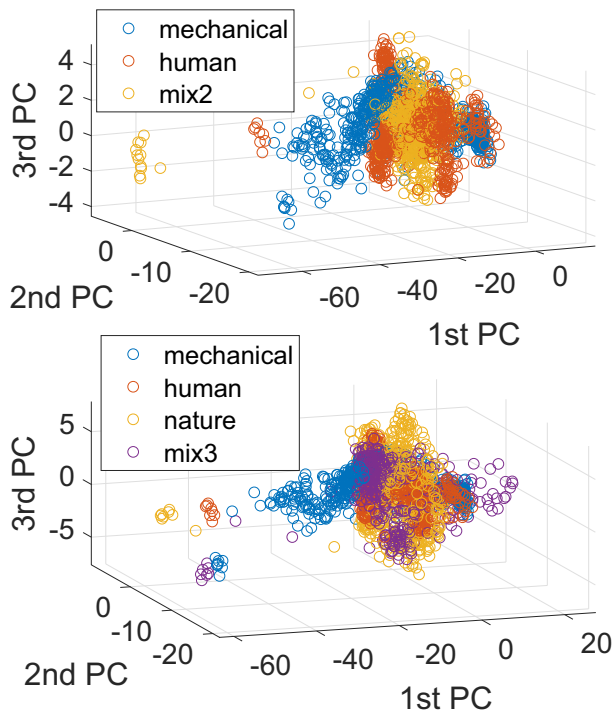 mechanical
human
mix2
3rd PC
4
2
0
-2
-4
0
-10
-20
2nd PC
-60
-40
-20
0
1st PC
mechanical
human
nature
mix3
3rd PC
5
0
-5
0
-10
-20
2nd PC
-60
-40
-20
0
20
1st PC